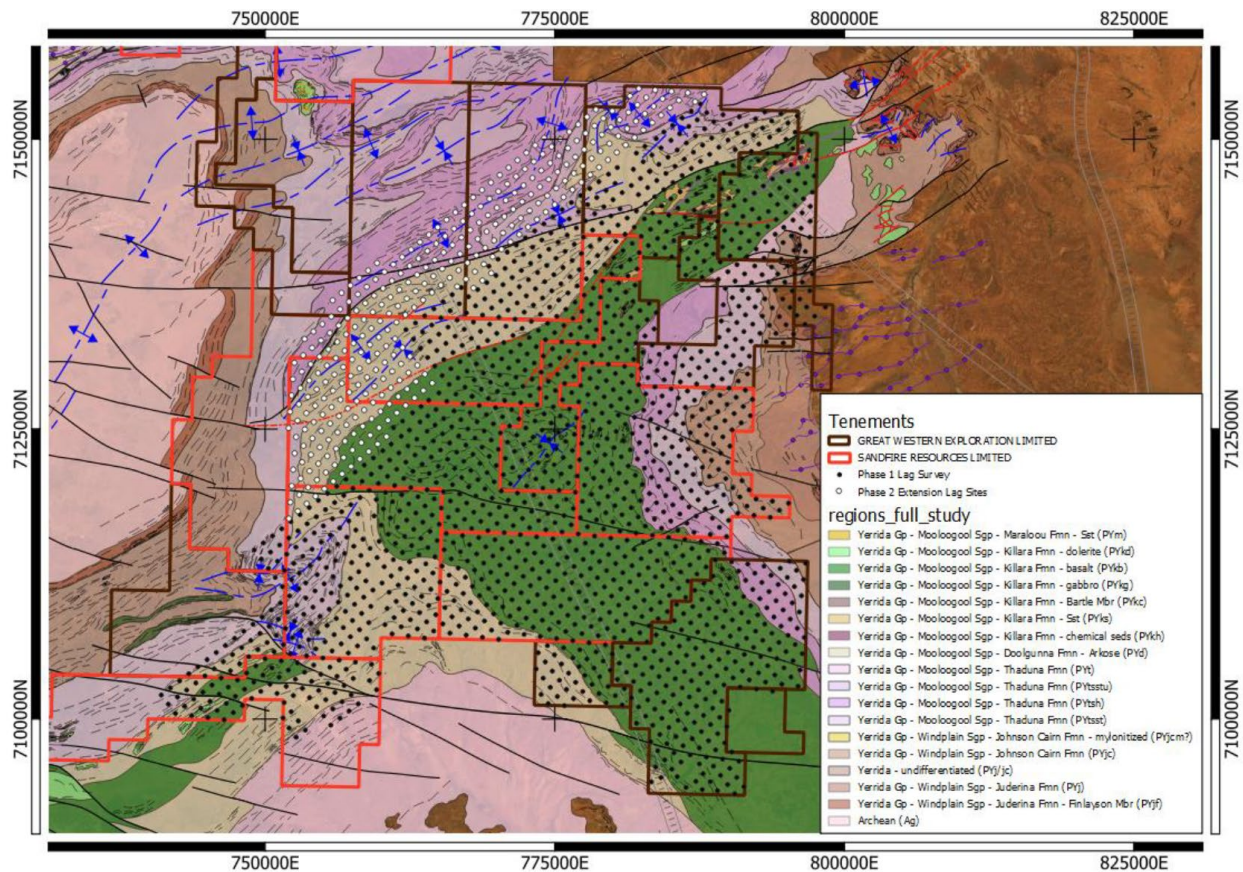 750000E 775000E 800000E 825000E
7150000N 7150000N
7125000N 7125000N
7100000N 7100000N
Tenements
GREAT WESTERN EXPLORATION LIMITED
SANDFIRE RESOURCES LIMITED
Phase 1 Lag Survey
Phase 2 Extension Lag Sites
regions_full_study
Yerrida Gp - Mooloogool Sgp - Maraloou Fmn - Sst (PYm)
Yerrida Gp - Mooloogool Sgp - Killara Fmn - dolerite (PYkd)
Yerrida Gp - Mooloogool Sgp - Killara Fmn - basalt (PYkb)
Yerrida Gp - Mooloogool Sgp - Killara Fmn - gabbro (PYkg)
Yerrida Gp - Mooloogool Sgp - Killara Fmn - Bartle Mbr (PYkc)
Yerrida Gp - Mooloogool Sgp - Killara Fmn - Sst (PYks)
Yerrida Gp - Mooloogool Sgp - Killara Fmn - chemical seds (PYkh)
Yerrida Gp - Mooloogool Sgp - Doolgunna Fmn - Arkose (PYd)
Yerrida Gp - Mooloogool Sgp - Thaduna Fmn (PYt)
Yerrida Gp - Mooloogool Sgp - Thaduna Fmn (PYtsstu)
Yerrida Gp - Mooloogool Sgp - Thaduna Fmn (PYtsh)
Yerrida Gp - Mooloogool Sgp - Thaduna Fmn (PYtsst)
Yerrida Gp - Windplain Sgp - Johnson Cairn Fmn - mylonitized (PYjcm?)
Yerrida Gp - Windplain Sgp - Johnson Cairn Fmn (PYjc)
Yerrida - undifferentiated (PYj/jc)
Yerrida Gp - Windplain Sgp - Juderina Fmn (PYj)
Yerrida Gp - Windplain Sgp - Juderina Fmn - Finlayson Mbr (PYjf)
Archean (Ag)
750000E 775000E 800000E 825000E